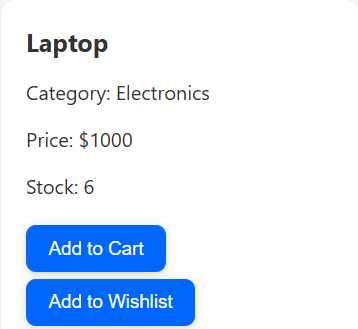 Laptop
Category: Electronics
Price: $1000
Stock: 6
Add to Cart
Add to Wishlist